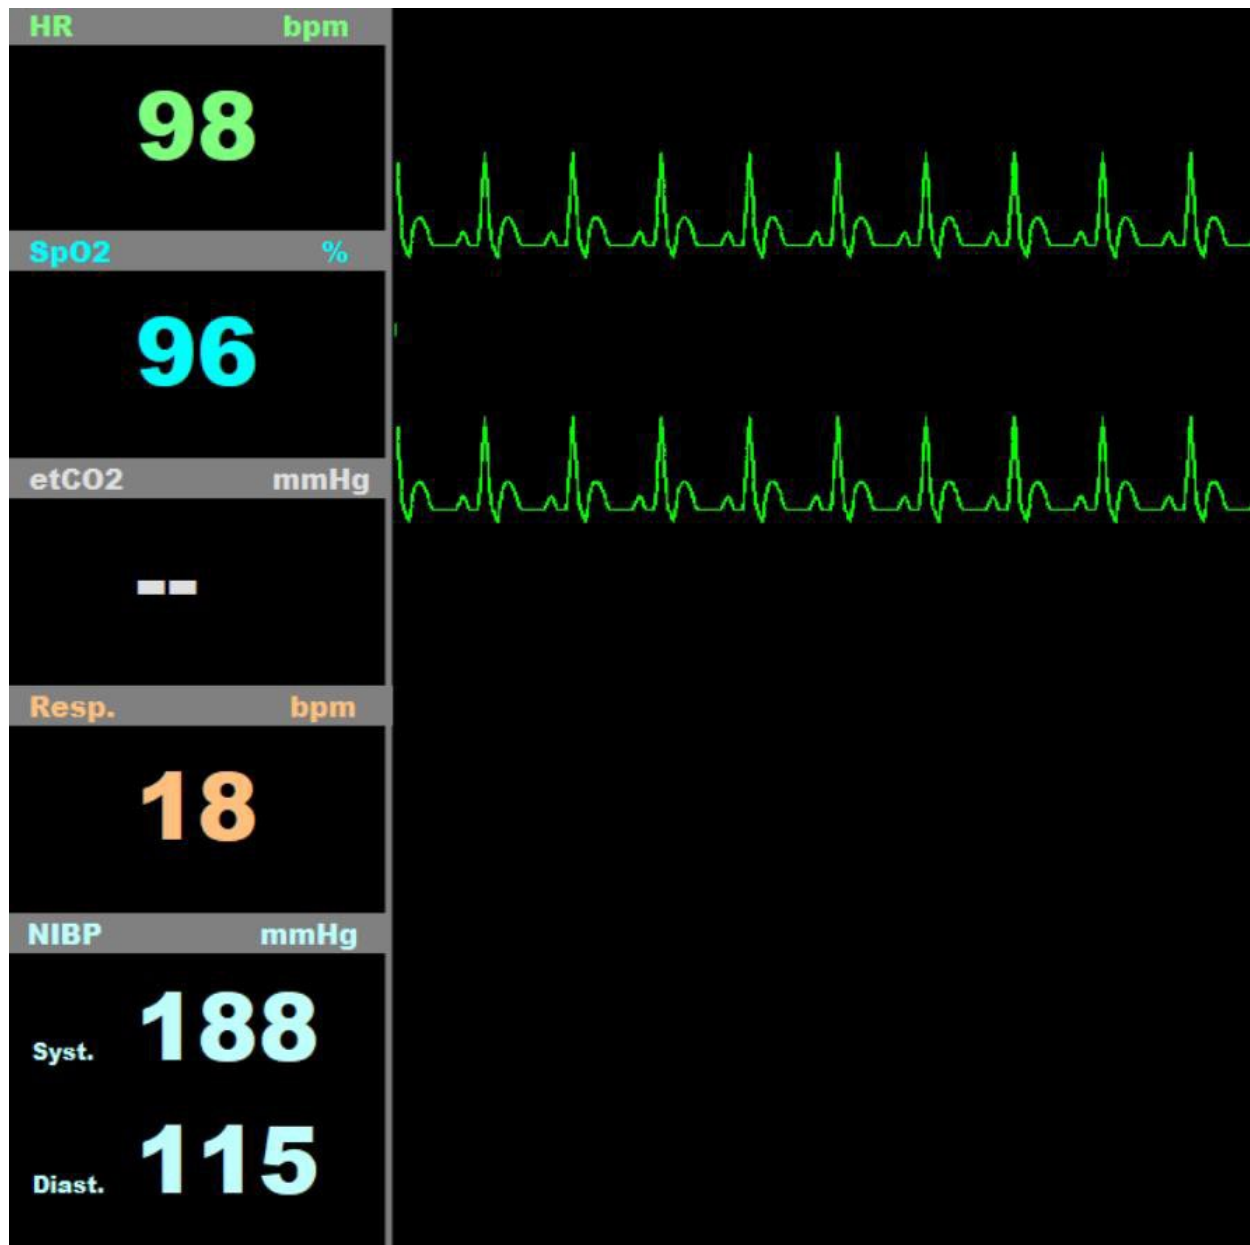 HR bpm
98
SpO2 %
96
etCO2 mmHg
--
Resp. bpm
18
NIBP mmHg
Syst. 188
Diast. 115